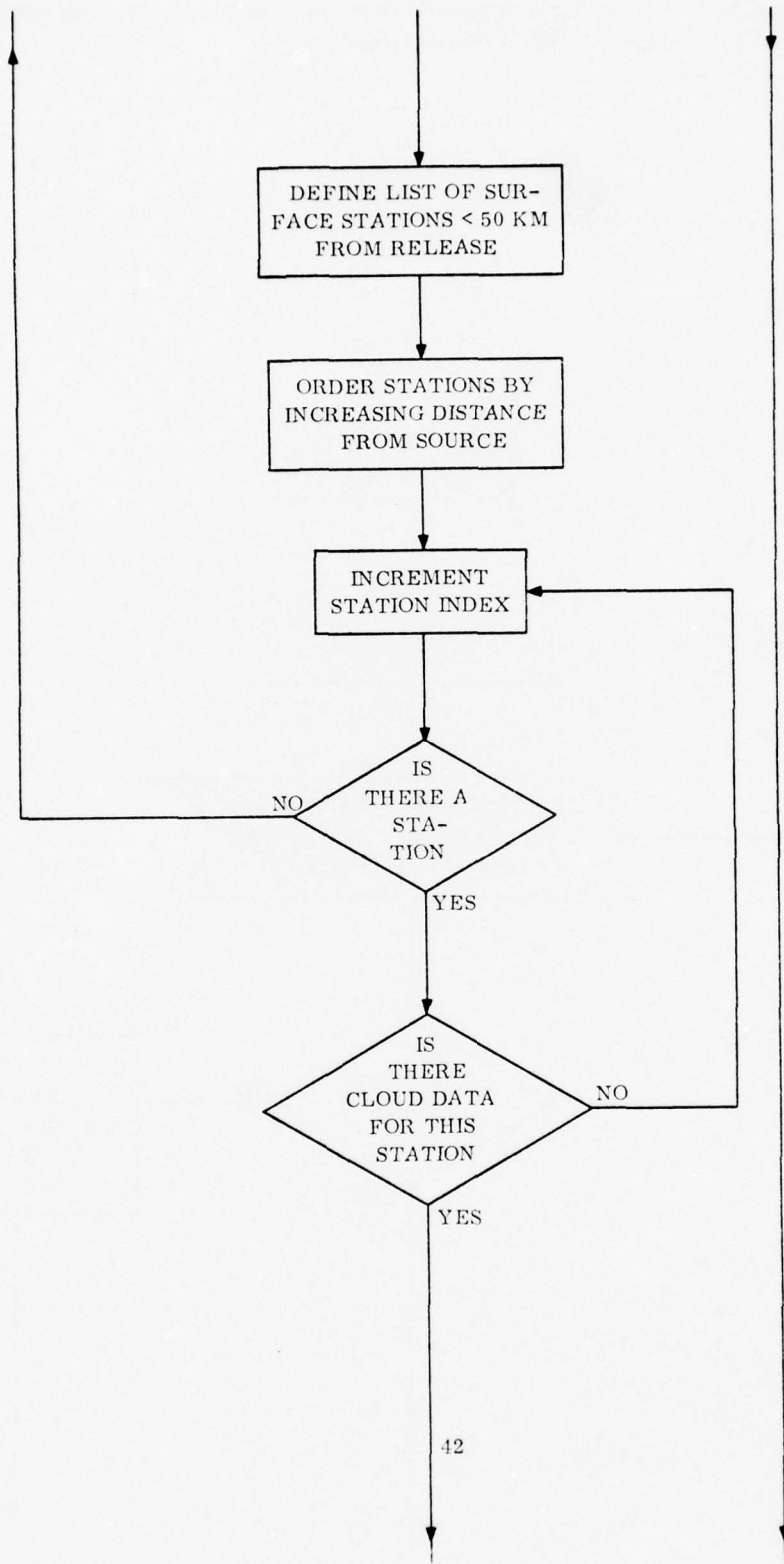 DEFINE LIST OF SUR-
FACE STATIONS < 50 KM
FROM RELEASE
ORDER STATIONS BY
INCREASING DISTANCE
FROM SOURCE
INCREMENT
STATION INDEX
IS
THERE A
STA-
TION
NO
YES
IS
THERE
CLOUD DATA
FOR THIS
STATION
NO
YES
42